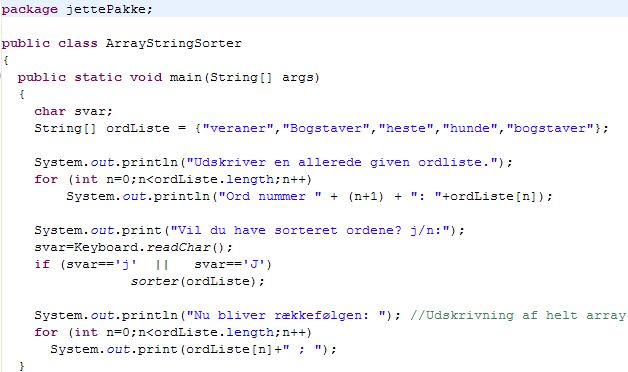 package jettePakke;
public class ArrayStringSorter
{
public static void main(String[] args)
{
char svar;
String[] ordListe = {"veraner","Bogstaver","heste","hunde","bogstaver"};
System.out.println("Udskriver en allerede given ordliste.");
for (int n=0;n<ordListe.length;n++)
System.out.println("Ord nummer " + (n+1) + ": "+ordListe[n]);
System.out.print("Vil du have sorteret ordene? j/n:");
svar=Keyboard.readChar();
if (svar=='j' || svar=='J')
sorter(ordListe);
System.out.println("Nu bliver rækkefølgen: "); //Udskrivning af helt array
for (int n=0;n<ordListe.length;n++)
System.out.print(ordListe[n]+" ; ");
}